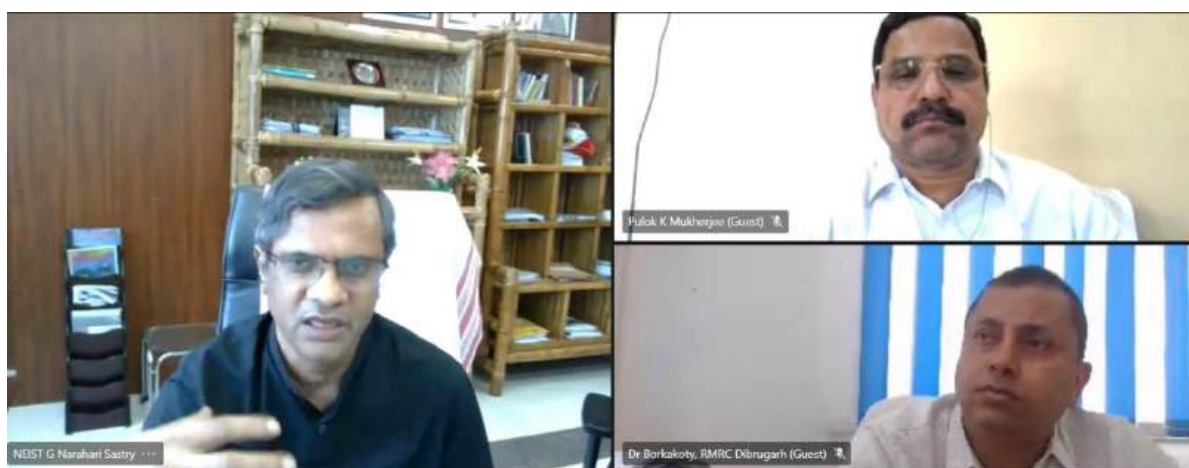 NEIST G Narahari Sastry ...
Pulok K Mukherjee (Guest)
Dr Borkakoty, RMRC Dibrugarh (Guest)